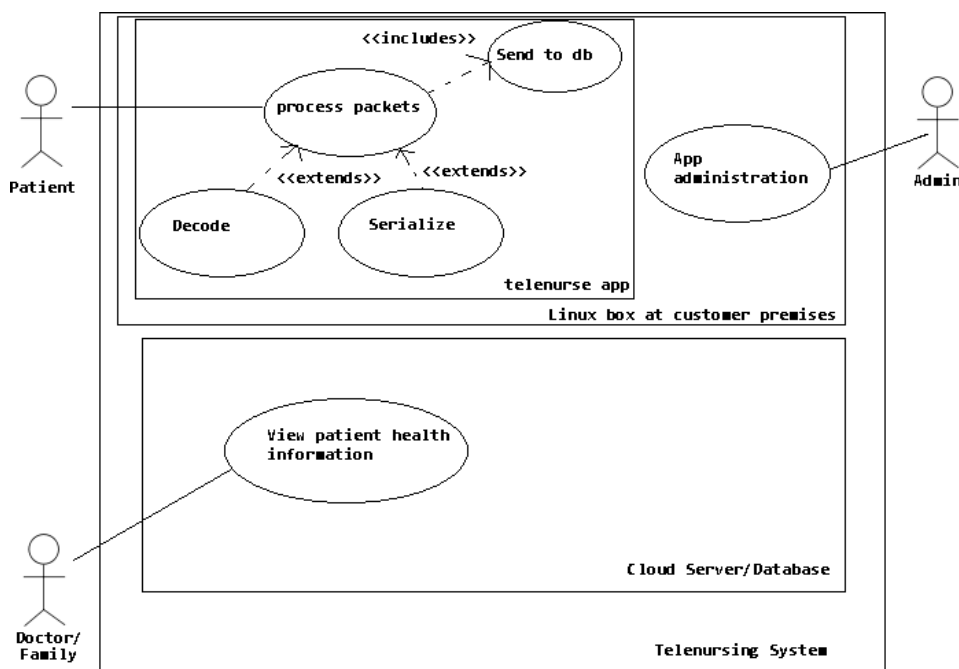 <<includes>>
Send to db
process packets
Patient
<<extends>>
<<extends>>
Decode
Serialize
telenurse app
App
administration
Admin
Linux box at customer premises
View patient health
information
Cloud Server/Database
Doctor/
Family
Telenursing System